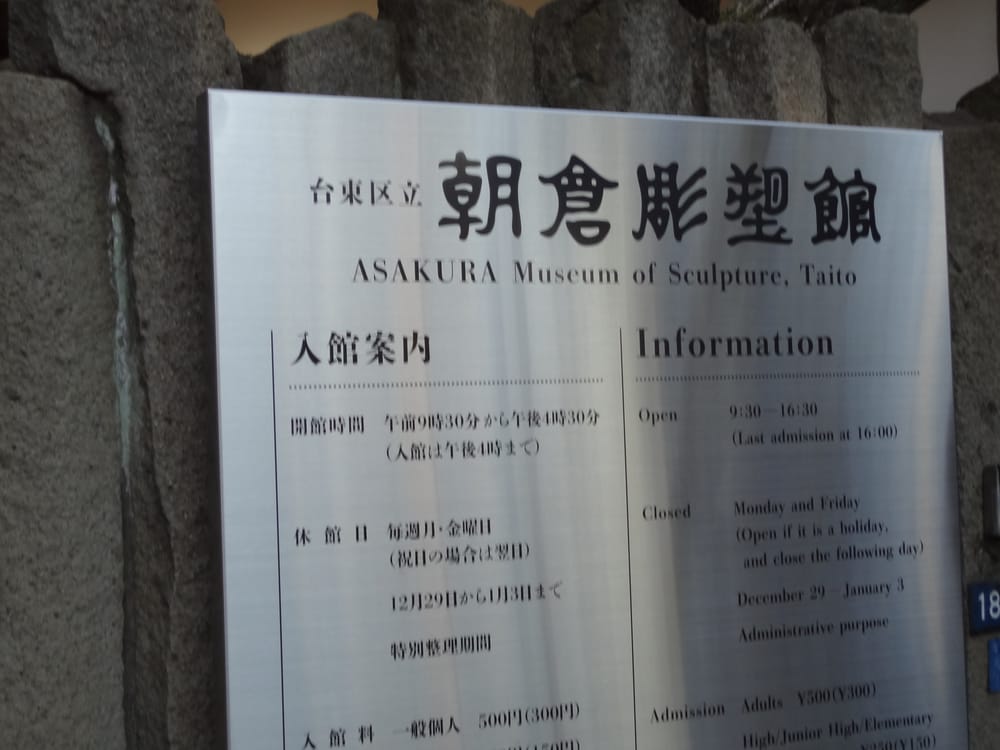 台東区立 朝倉彫塑館
ASAKURA Museum of Sculpture, Taito
入館案内
開館時間 午前9時30分から午後4時30分
(入館は午後4時まで)
休館日 毎週月・金曜日
(祝日の場合は翌日)
12月29日から1月3日まで
特別整理期間
入館料 一般個人 500円(300円)
Information
Open 9:30—16:30
(Last admission at 16:00)
Closed Monday and Friday
(Open if it is a holiday,
and close the following day)
December 29 – January 3
Administrative purpose
Admission Adults ¥500(¥300)
High/Junior High/Elementary
18